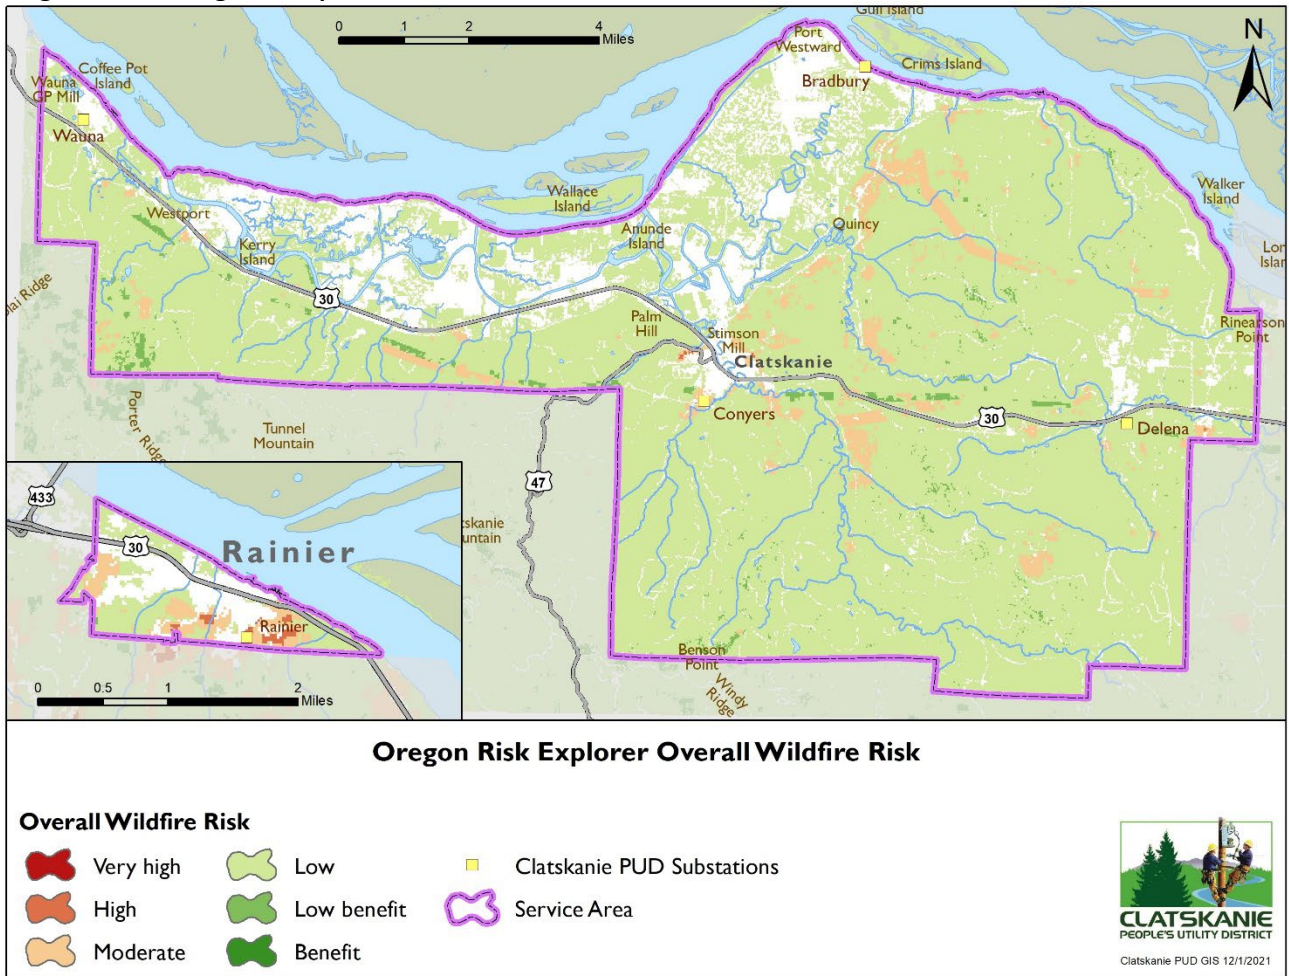 0 1 2 4
Miles
Gull Island
N
Port
Westward
Crims Island
Bradbury
Coffee Pot
Island
Wauna
GP Mill
Wauna
Wallace
Island
Walker
Island
Westport
Anunde
Island
Quincy
Kerry
Island
30
Palm
Hill
Stimson
Mill
Rinearson
Point
Clatskanie
Conyers
30
Delena
Porter Ridge
Tunnel
Mountain
47
433
30
Rainier
Rainier
Benson
Point
Windy
Ridge
0 0.5 1 2
Miles
Oregon Risk Explorer Overall Wildfire Risk
Overall Wildfire Risk
Very high
High
Moderate
Low
Low benefit
Benefit
Clatskanie PUD Substations
Service Area
CLATSKANIE
PEOPLE'S UTILITY DISTRICT
Clatskanie PUD GIS 12/1/2021